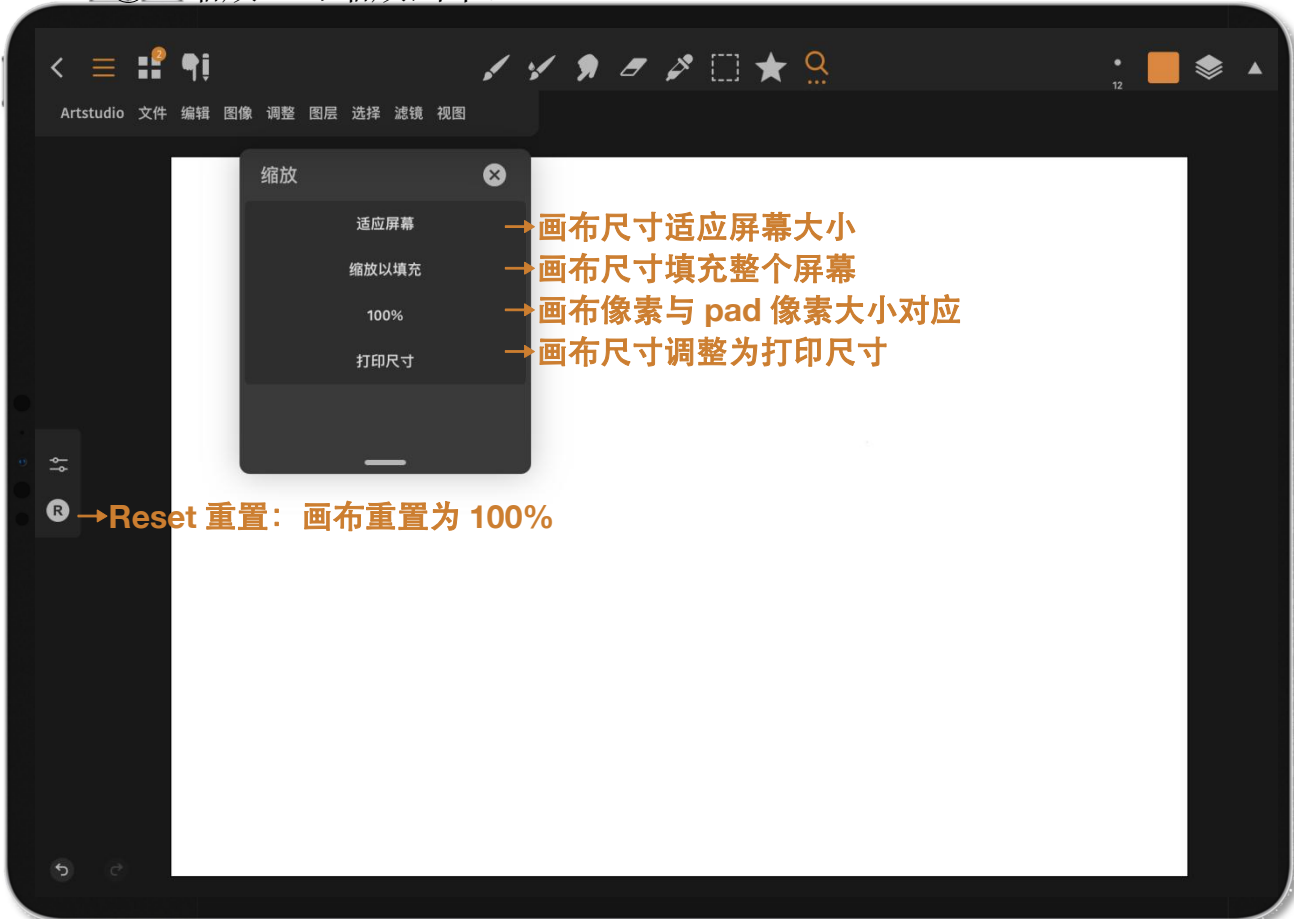 2
12
Artstudio 文件 编辑 图像 调整 图层 选择 滤镜 视图
缩放
适应屏幕
画布尺寸适应屏幕大小
缩放以填充
画布尺寸填充整个屏幕
100%
画布像素与 pad 像素大小对应
打印尺寸
画布尺寸调整为打印尺寸
R
Reset 重置：画布重置为 100%